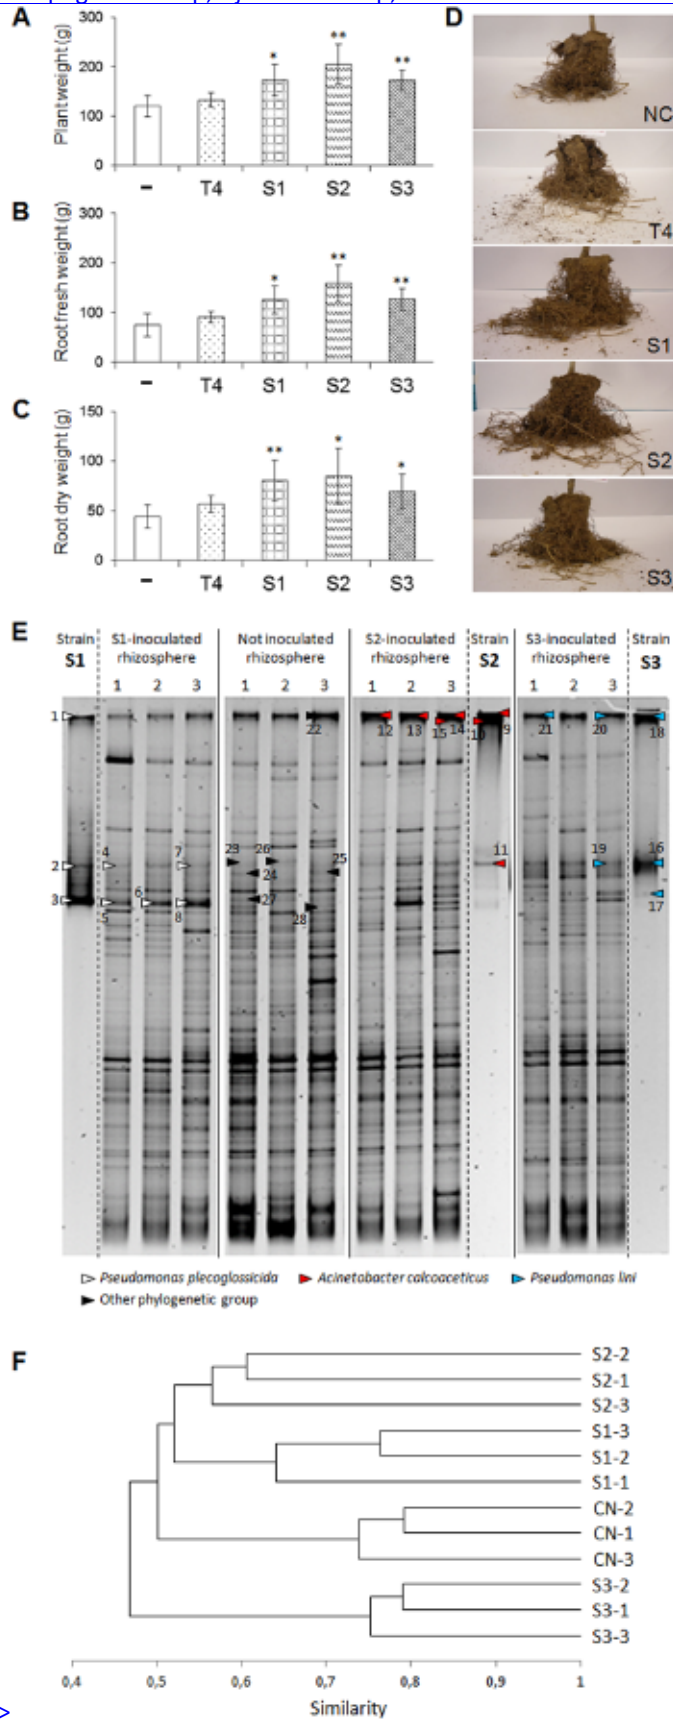 A
Plant weight (g)
300
200
100
0
–
T4
S1
S2
S3
*
**
**
B
Root fresh weight (g)
300
200
100
0
–
T4
S1
S2
S3
*
**
**
C
Root dry weight (g)
150
100
50
0
–
T4
S1
S2
S3
**
*
*
D
NC
T4
S1
S2
S3
E
Strain S1
S1-inoculated rhizosphere
Not inoculated rhizosphere
S2-inoculated rhizosphere
Strain S2
S3-inoculated rhizosphere
Strain S3
1 2 3
1 2 3
1 2 3
1 2 3
1
2
3
4
5
6
7
8
22
23
24
25
26
27
28
12
13
14
15
9
10
11
21
20
19
18
16
17
Pseudomonas plecoglossicida
Acinetobacter calcoaceticus
Pseudomonas lini
Other phylogenetic group
F
S2-2
S2-1
S2-3
S1-3
S1-2
S1-1
CN-2
CN-1
CN-3
S3-2
S3-1
S3-3
0,4 0,5 0,6 0,7 0,8 0,9 1
Similarity
>